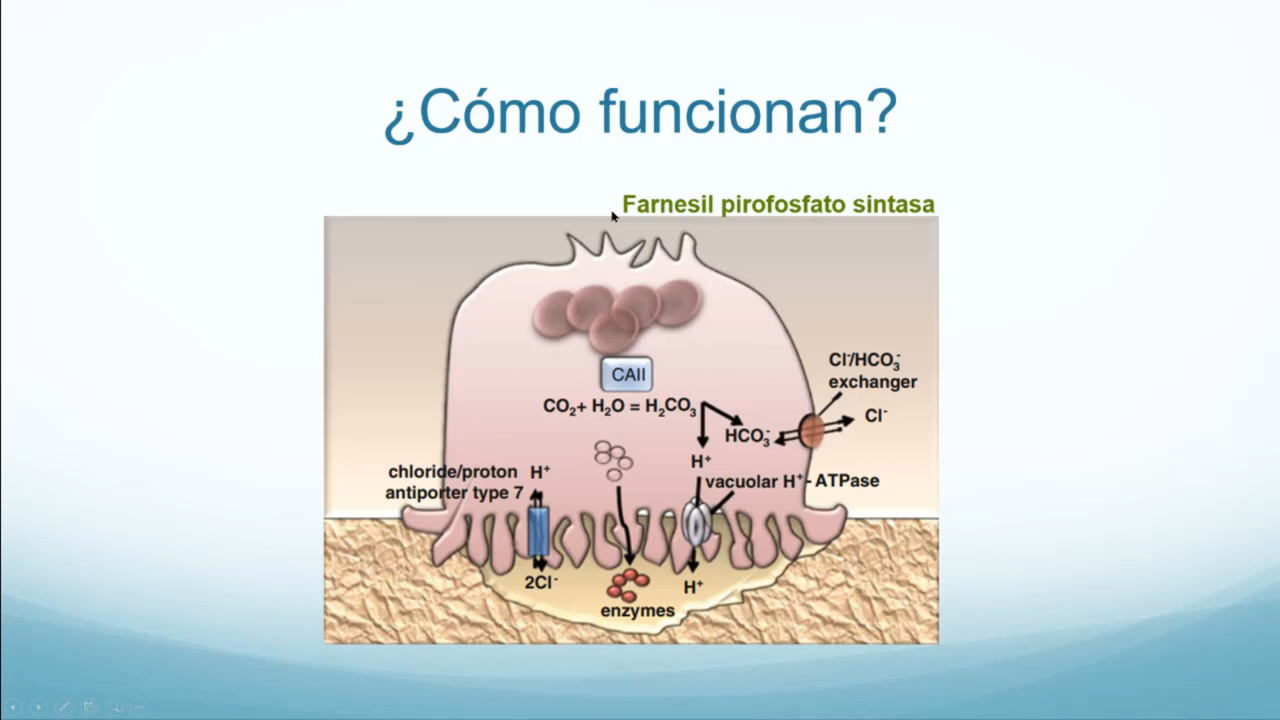 ¿Cómo funcionan?
Farnesil pirofosfato sintasa
CAII
CO₂+ H₂O = H₂CO₃
HCO₃⁻
Cl⁻/HCO₃⁻
exchanger
Cl⁻
H⁺
vacuolar H⁺- ATPase
chloride/proton H⁺
antiporter type 7
2Cl⁻
enzymes
H⁺